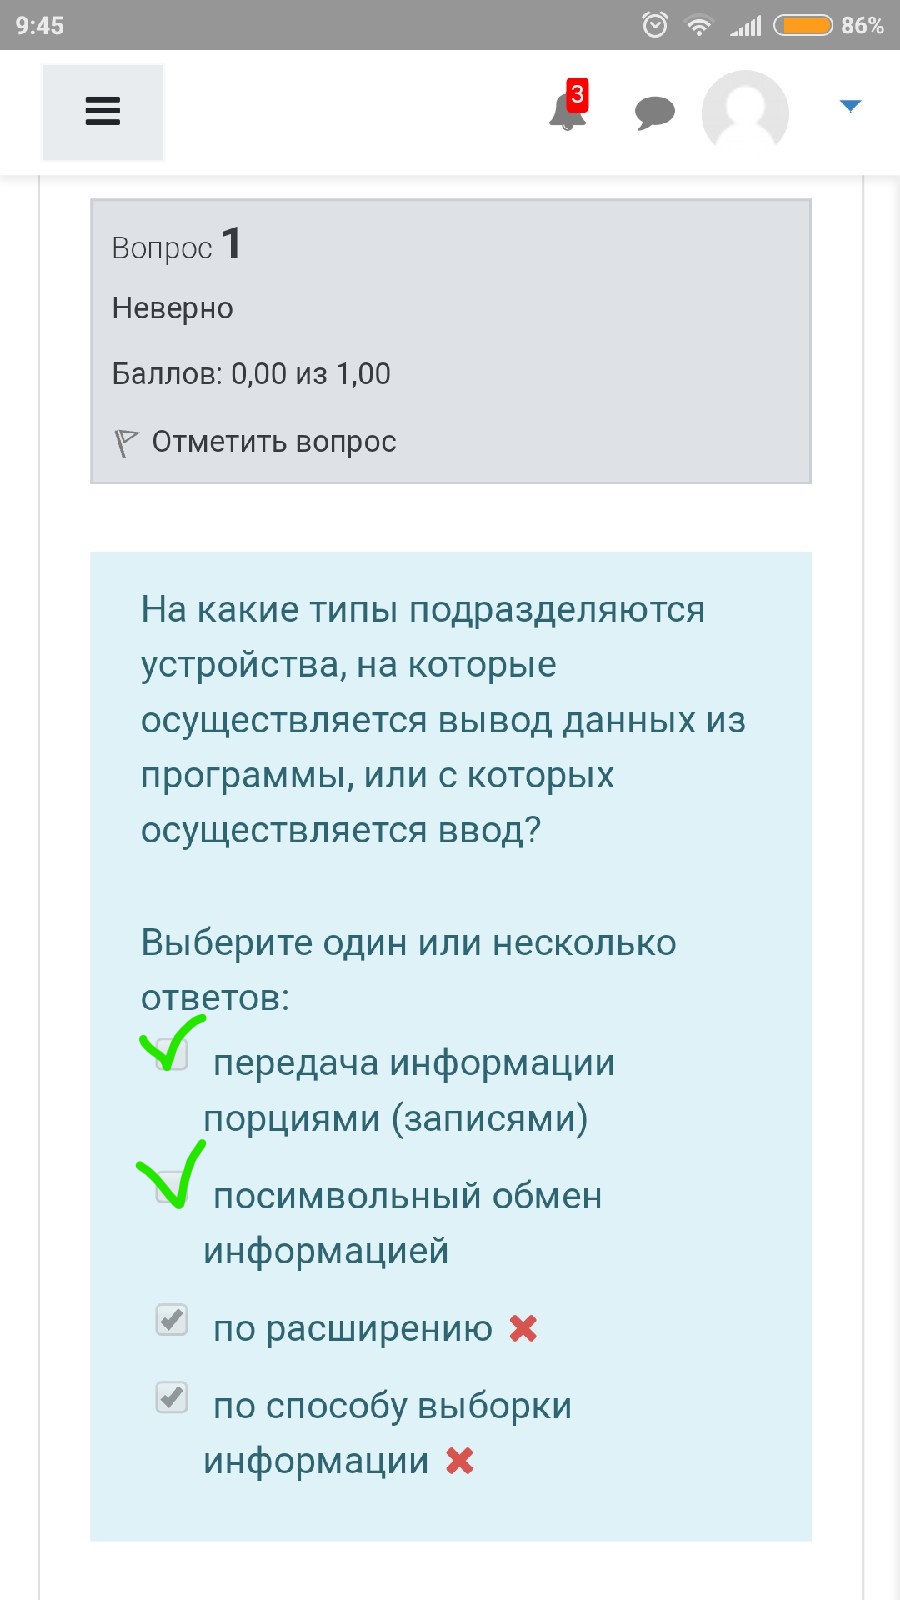 9:45
86%
3
Вопрос 1
Неверно
Баллов: 0,00 из 1,00
Отметить вопрос
На какие типы подразделяются
устройства, на которые
осуществляется вывод данных из
программы, или с которых
осуществляется ввод?
Выберите один или несколько
ответов:
передача информации
порциями (записями)
посимвольный обмен
информацией
по расширению
по способу выборки
информации